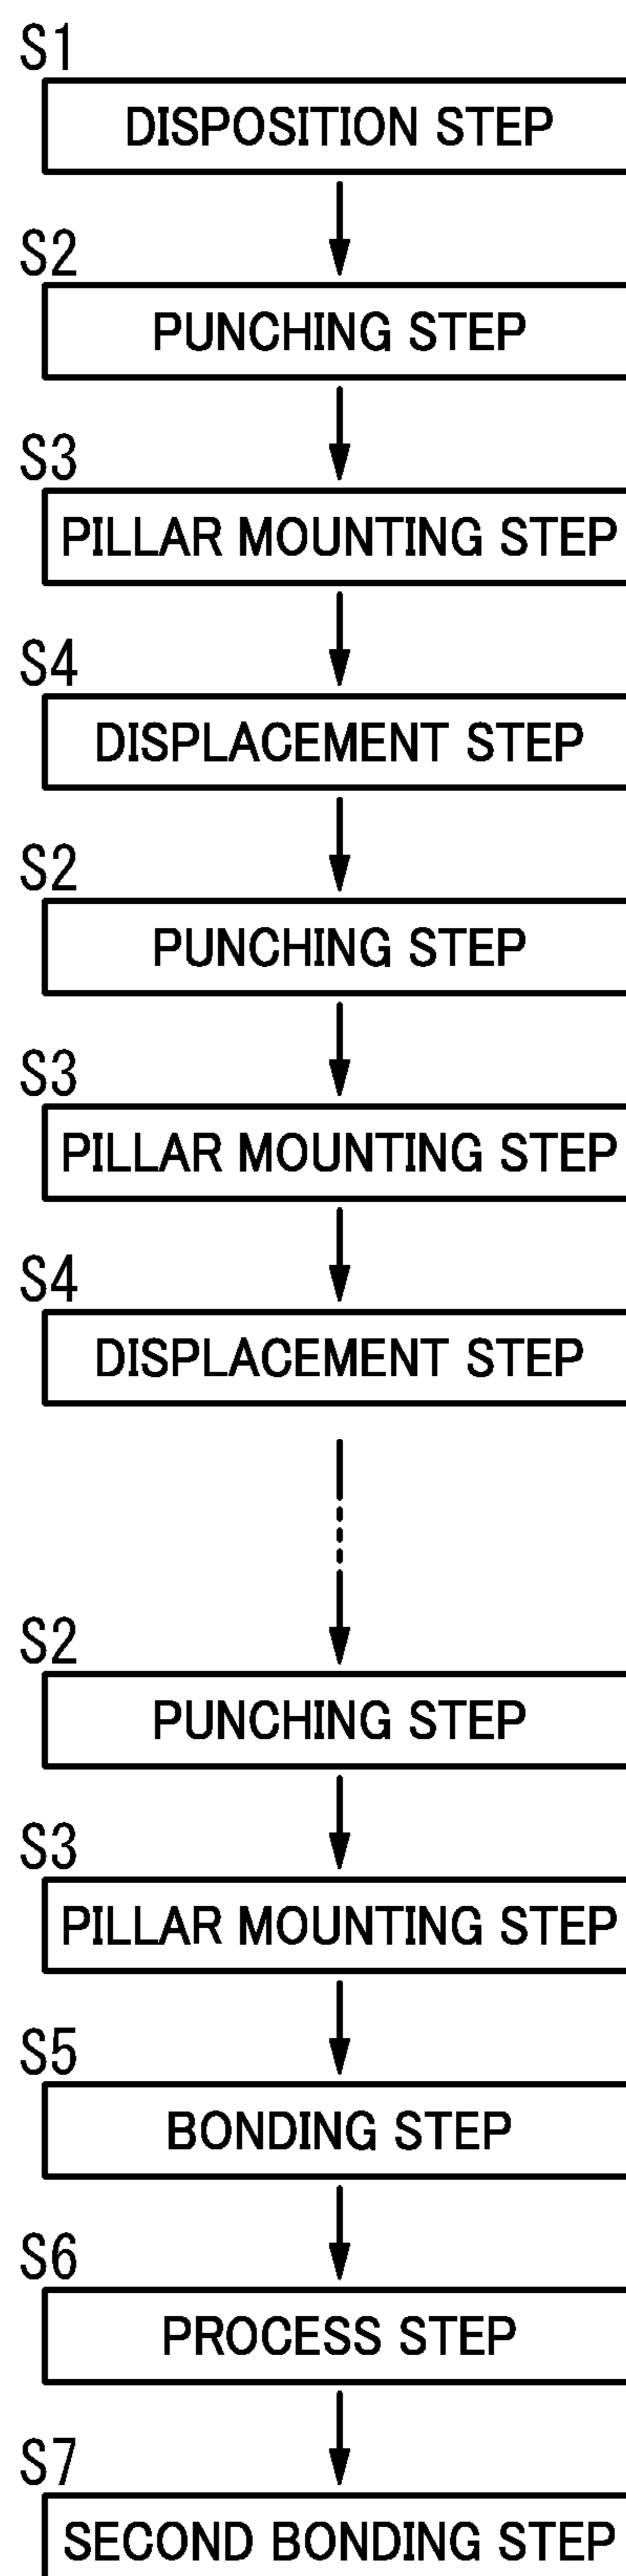 S1
DISPOSITION STEP
S2
PUNCHING STEP
S3
PILLAR MOUNTING STEP
S4
DISPLACEMENT STEP
S2
PUNCHING STEP
S3
PILLAR MOUNTING STEP
S4
DISPLACEMENT STEP
S2
PUNCHING STEP
S3
PILLAR MOUNTING STEP
S5
BONDING STEP
S6
PROCESS STEP
S7
SECOND BONDING STEP